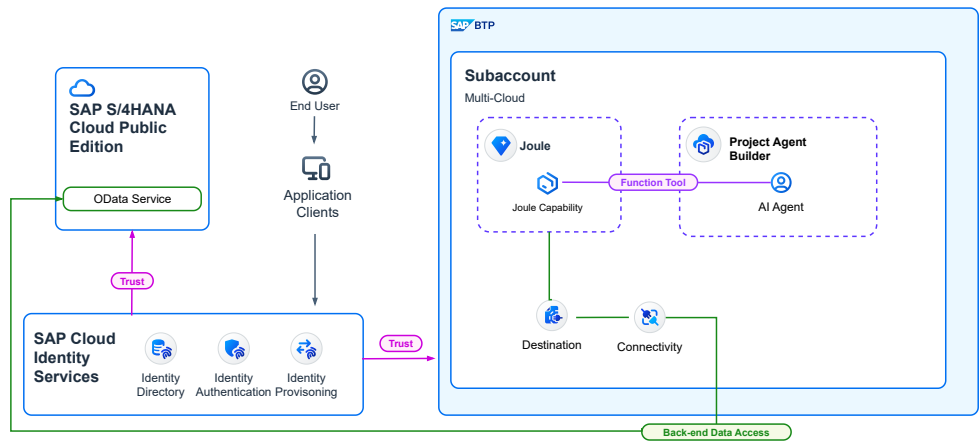 SAP BTP
Subaccount
Multi-Cloud
SAP S/4HANA
Cloud Public
Edition
OData Service
End User
Application
Clients
Joule
Joule Capability
Function Tool
Project Agent
Builder
AI Agent
Trust
Trust
SAP Cloud
Identity
Services
Identity
Directory
Identity
Authentication
Identity
Provisoning
Destination
Connectivity
Back-end Data Access